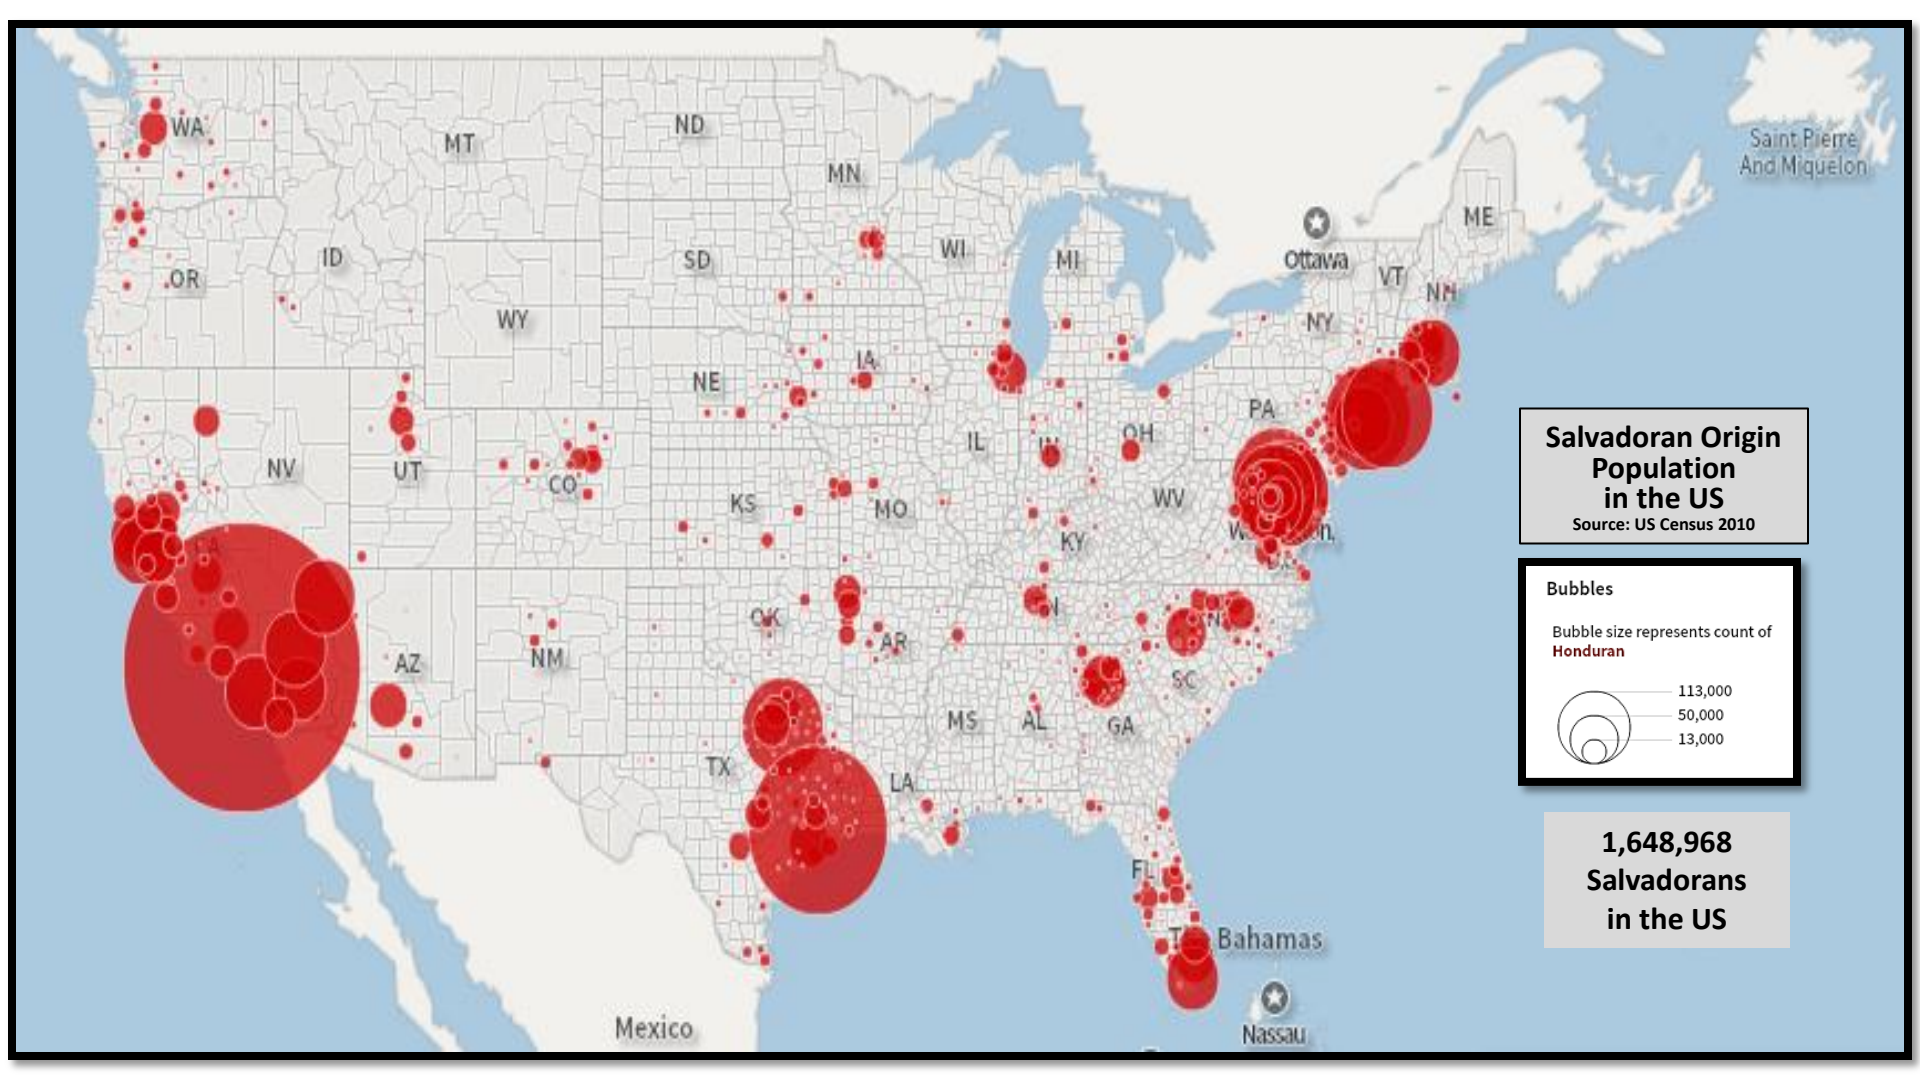 WA
MT
ND
MN
Saint Pierre
And Miquelon
OR
ID
SD
WI
MI
Ottawa
ME
VT
NH
WY
NY
NE
IA
PA
NV
UT
CO
IL
IN
OH
KS
MO
WV
KY
OK
AR
AZ
NM
SC
MS
AL
GA
TX
LA
FL
The Bahamas
Nassau
Mexico
Salvadoran Origin
Population
in the US
Source: US Census 2010
Bubbles
Bubble size represents count of
Honduran
113,000
50,000
13,000
1,648,968
Salvadorans
in the US